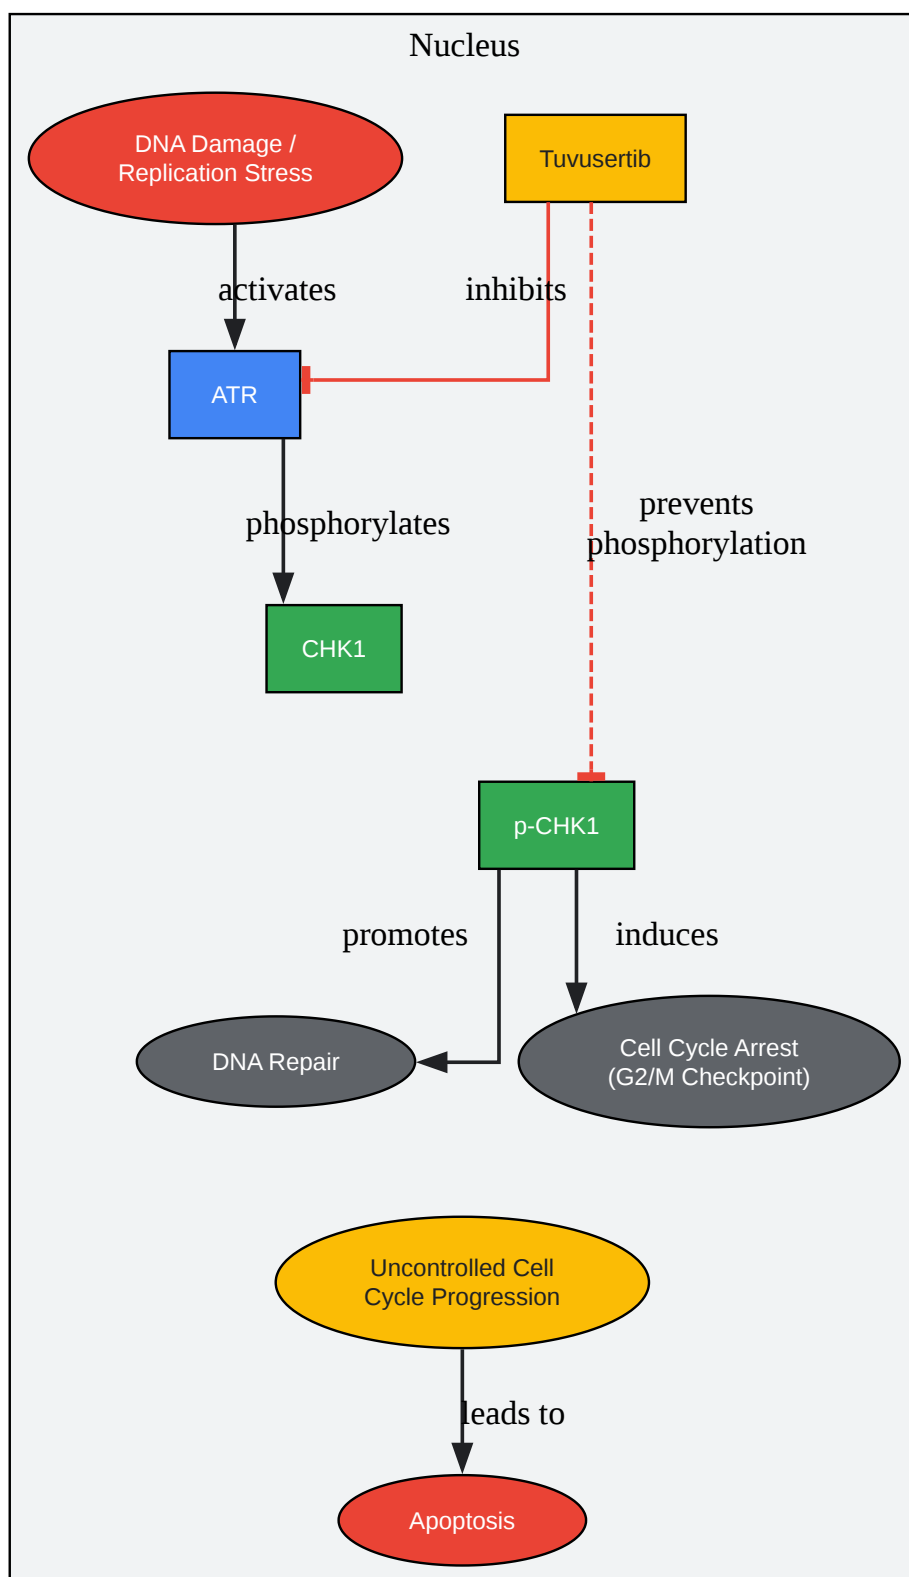 Nucleus
DNA Damage /
Replication Stress
Tuvusertib
activates
inhibits
ATR
phosphorylates
prevents
phosphorylation
CHK1
p-CHK1
promotes
induces
DNA Repair
Cell Cycle Arrest
(G2/M Checkpoint)
Uncontrolled Cell
Cycle Progression
leads to
Apoptosis